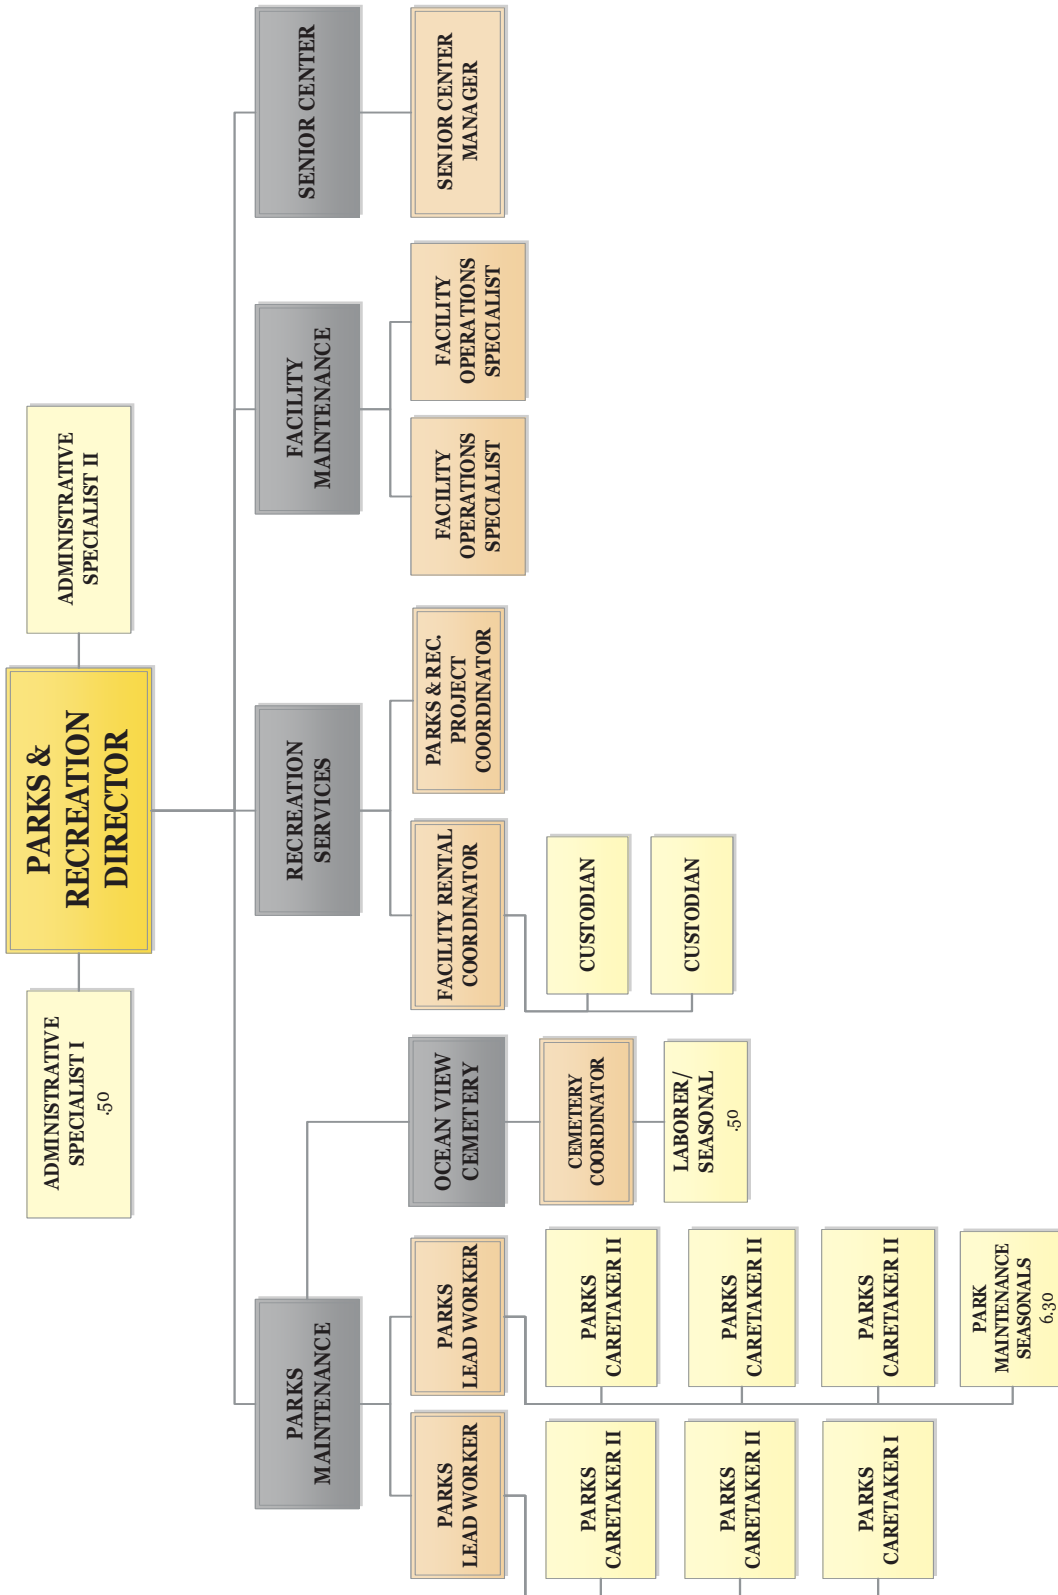 PARKS &
RECREATION
DIRECTOR
ADMINISTRATIVE
SPECIALIST I
.50
ADMINISTRATIVE
SPECIALIST II
PARKS
MAINTENANCE
RECREATION
SERVICES
FACILITY
MAINTENANCE
SENIOR CENTER
PARKS
LEAD WORKER
PARKS
LEAD WORKER
OCEAN VIEW
CEMETERY
FACILITY RENTAL
COORDINATOR
PARKS & REC.
PROJECT
COORDINATOR
FACILITY
OPERATIONS
SPECIALIST
FACILITY
OPERATIONS
SPECIALIST
SENIOR CENTER
MANAGER
PARKS
CARETAKER II
PARKS
CARETAKER II
CEMETERY
COORDINATOR
CUSTODIAN
PARKS
CARETAKER II
PARKS
CARETAKER II
LABORER/
SEASONAL
.50
CUSTODIAN
PARKS
CARETAKER I
PARKS
CARETAKER II
PARK
MAINTENANCE
SEASONALS
6.30